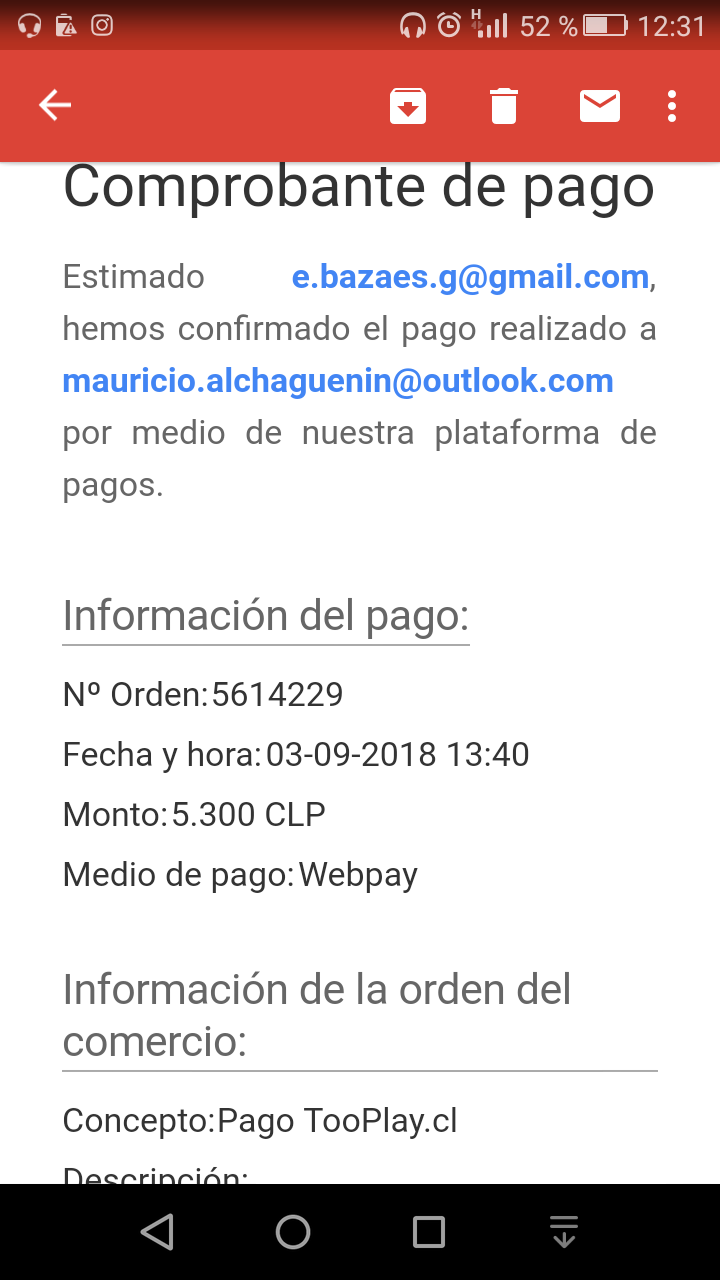 H
52 %
12:31
Comprobante de pago
Estimado e.bazaes.g@gmail.com,
hemos confirmado el pago realizado a
mauricio.alchaguenin@outlook.com
por medio de nuestra plataforma de
pagos.
Información del pago:
Nº Orden:5614229
Fecha y hora:03-09-2018 13:40
Monto:5.300 CLP
Medio de pago:Webpay
Información de la orden del
comercio:
Concepto:Pago TooPlay.cl
Descripción: